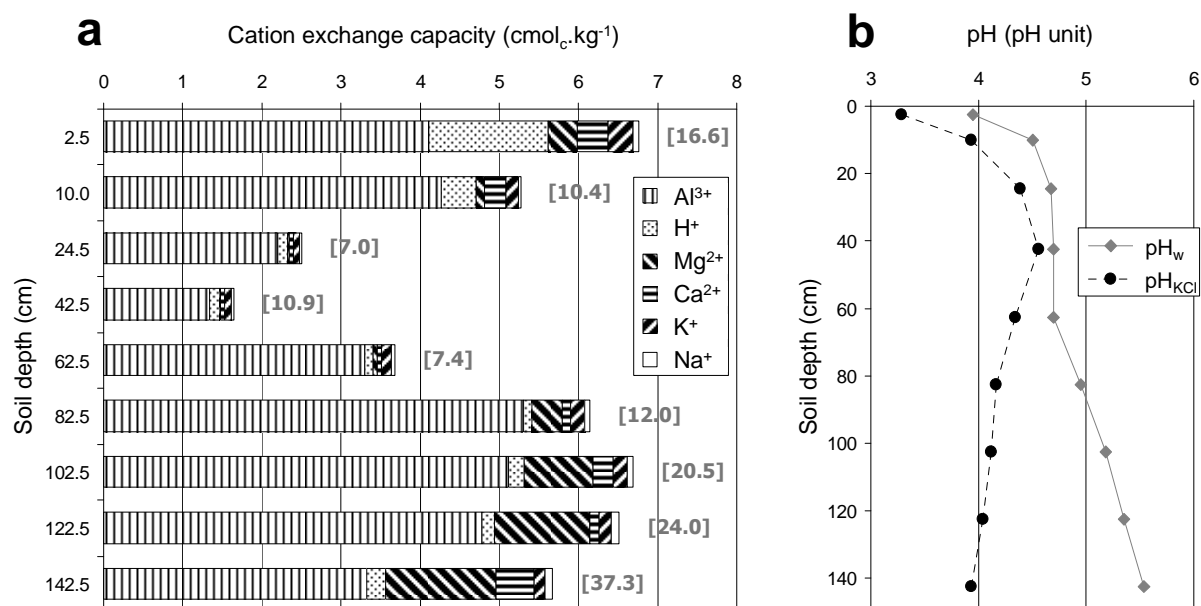 a
Cation exchange capacity (cmolc.kg-1)
0 1 2 3 4 5 6 7 8
Soil depth (cm)
2.5 [16.6]
10.0 [10.4]
24.5 [7.0]
42.5 [10.9]
62.5 [7.4]
82.5 [12.0]
102.5 [20.5]
122.5 [24.0]
142.5 [37.3]
Al3+
H+
Mg2+
Ca2+
K+
Na+
b
pH (pH unit)
3 4 5 6
Soil depth (cm)
0
20
40
60
80
100
120
140
pHw
pHKCl